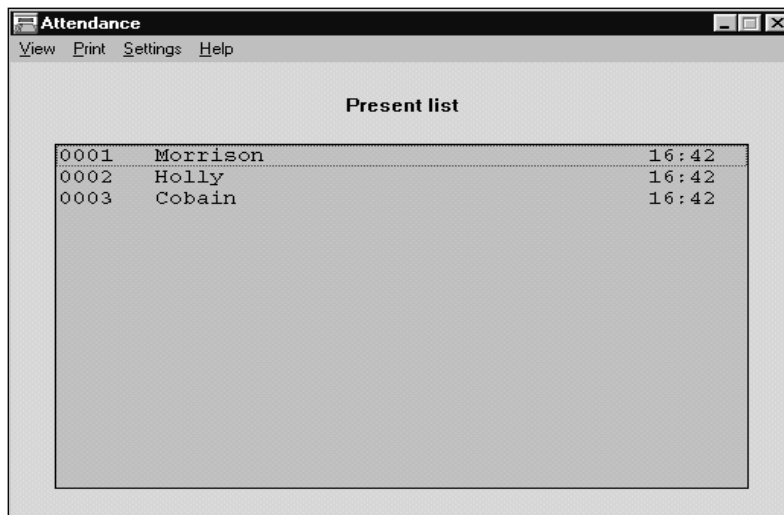 Attendance
View Print Settings Help
Present list
0001 Morrison 16:42
0002 Holly 16:42
0003 Cobain 16:42